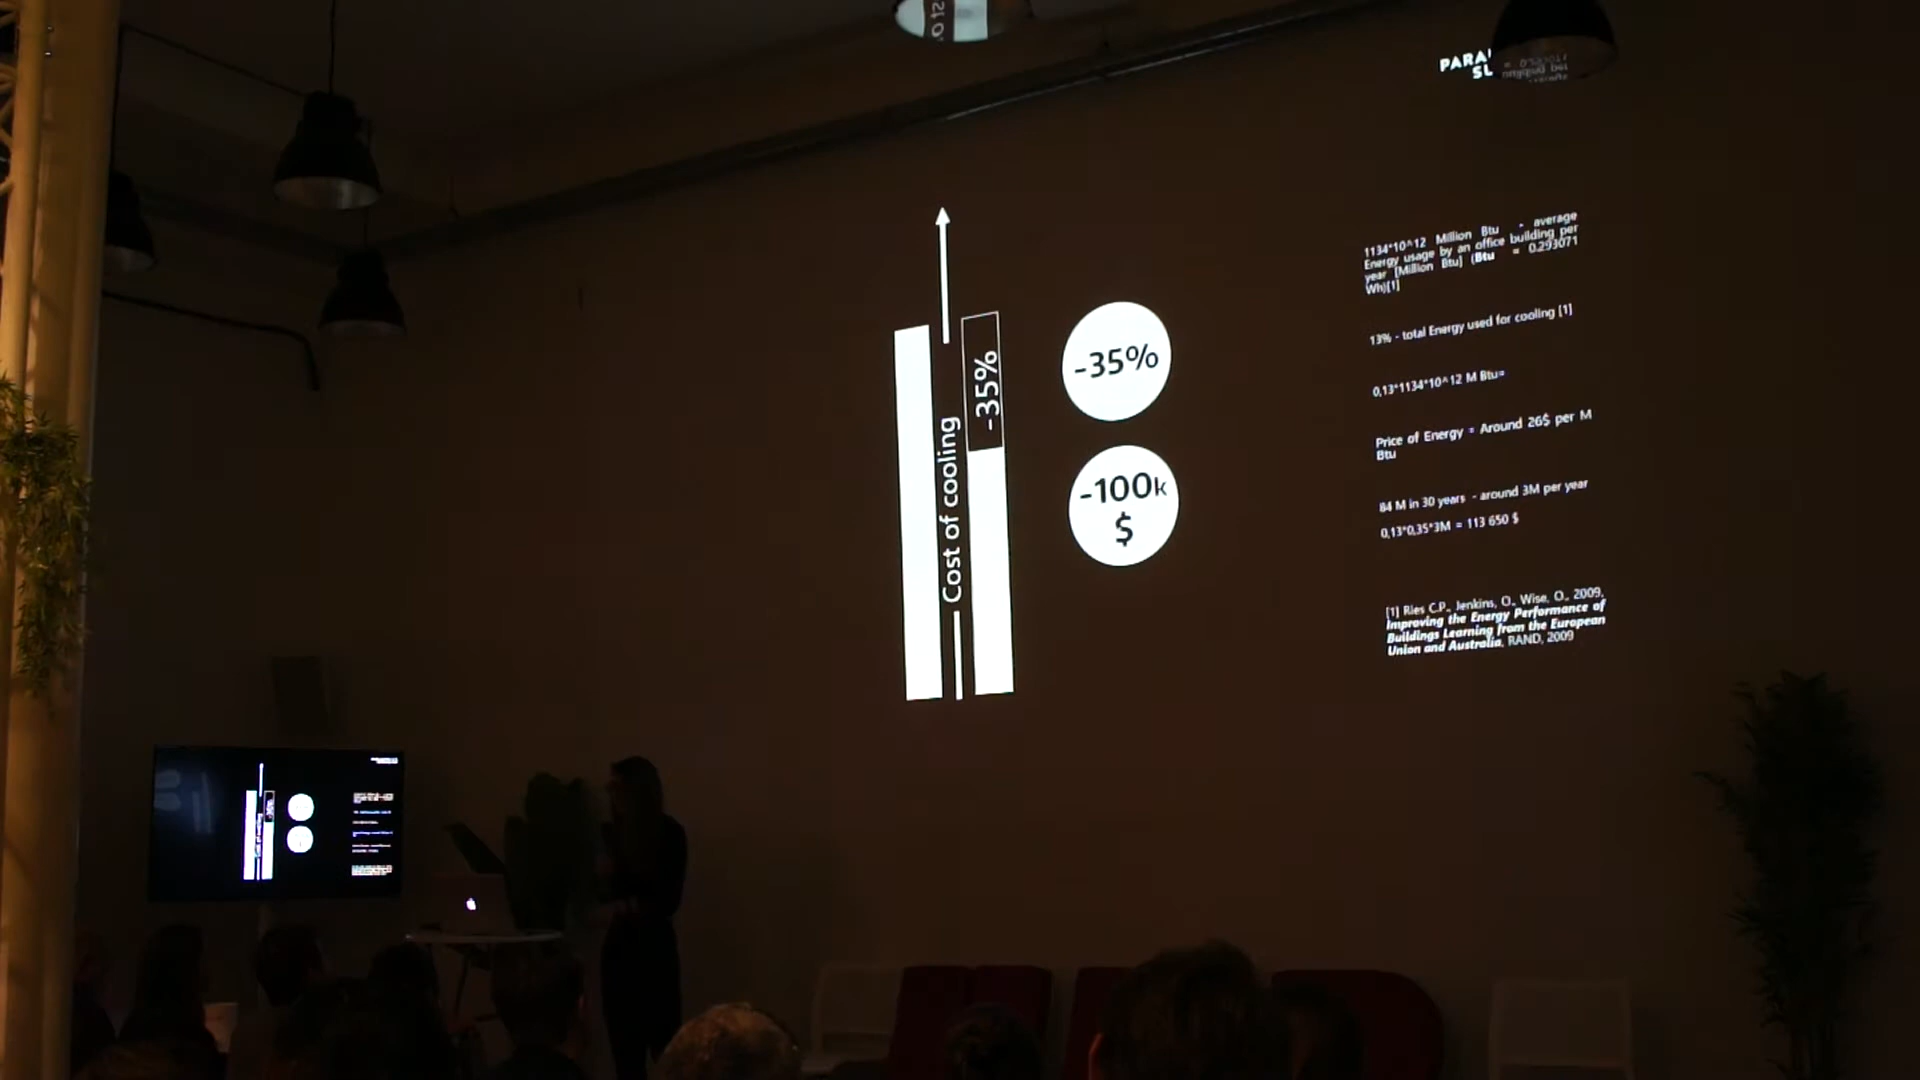 PARA
SU
Cost of cooling
-35%
-35%
-100k
$
1134*10^12 Million Btu - average
Energy usage by an office building per
year [Million Btu] (Btu = 0.293071
Wh)[1]
13% - total Energy used for cooling [1]
0,13*1134*10^12 M Btu=
Price of Energy = Around 26$ per M
Btu
84 M in 30 years - around 3M per year
0,13*0,35*3M = 113 650 $
[1] Ries C.P., Jenkins, O., Wise, O., 2009,
Improving the Energy Performance of
Buildings Learning from the European
Union and Australia, RAND, 2009